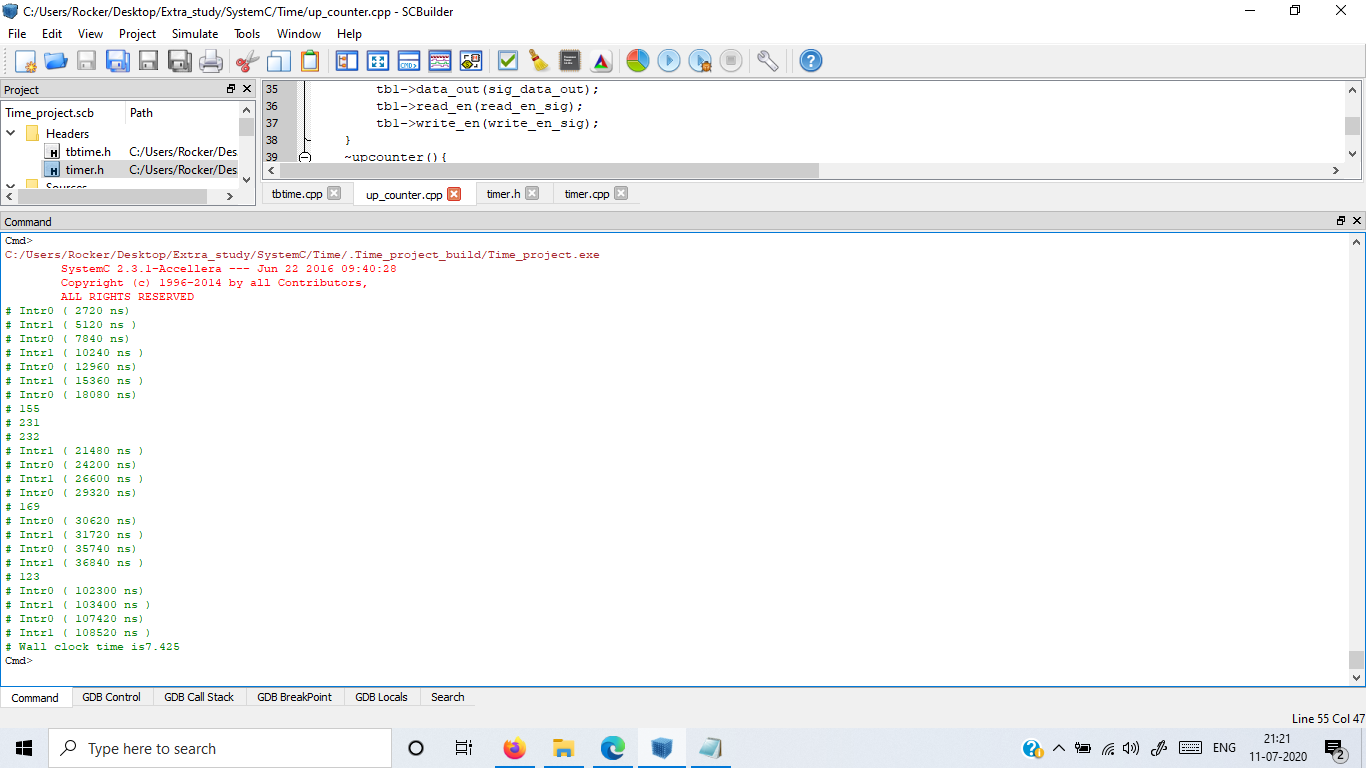 C:/Users/Rocker/Desktop/Extra_study/SystemC/Time/up_counter.cpp - SCBuilder
File Edit View Project Simulate Tools Window Help
Project
Time_project.scb Path
Headers
tbtime.h C:/Users/Rocker/Des
timer.h C:/Users/Rocker/Des
Sources
35 tb1->data_out(sig_data_out);
36 tb1->read_en(read_en_sig);
37 tb1->write_en(write_en_sig);
38 }
39 ~upcounter(){
tbtime.cpp up_counter.cpp timer.h timer.cpp
Command
Cmd>
C:/Users/Rocker/Desktop/Extra_study/SystemC/Time/.Time_project_build/Time_project.exe
SystemC 2.3.1-Accellera --- Jun 22 2016 09:40:28
Copyright (c) 1996-2014 by all Contributors,
ALL RIGHTS RESERVED
# Intr0 ( 2720 ns)
# Intr1 ( 5120 ns )
# Intr0 ( 7840 ns)
# Intr1 ( 10240 ns )
# Intr0 ( 12960 ns)
# Intr1 ( 15360 ns )
# Intr0 ( 18080 ns)
# 155
# 231
# 232
# Intr1 ( 21480 ns )
# Intr0 ( 24200 ns)
# Intr1 ( 26600 ns )
# Intr0 ( 29320 ns)
# 169
# Intr0 ( 30620 ns)
# Intr1 ( 31720 ns )
# Intr0 ( 35740 ns)
# Intr1 ( 36840 ns )
# 123
# Intr0 ( 102300 ns)
# Intr1 ( 103400 ns )
# Intr0 ( 107420 ns)
# Intr1 ( 108520 ns )
# Wall clock time is7.425
Cmd>
Command GDB Control GDB Call Stack GDB BreakPoint GDB Locals Search
Line 55 Col 47
Type here to search
ENG
21:21
11-07-2020
2